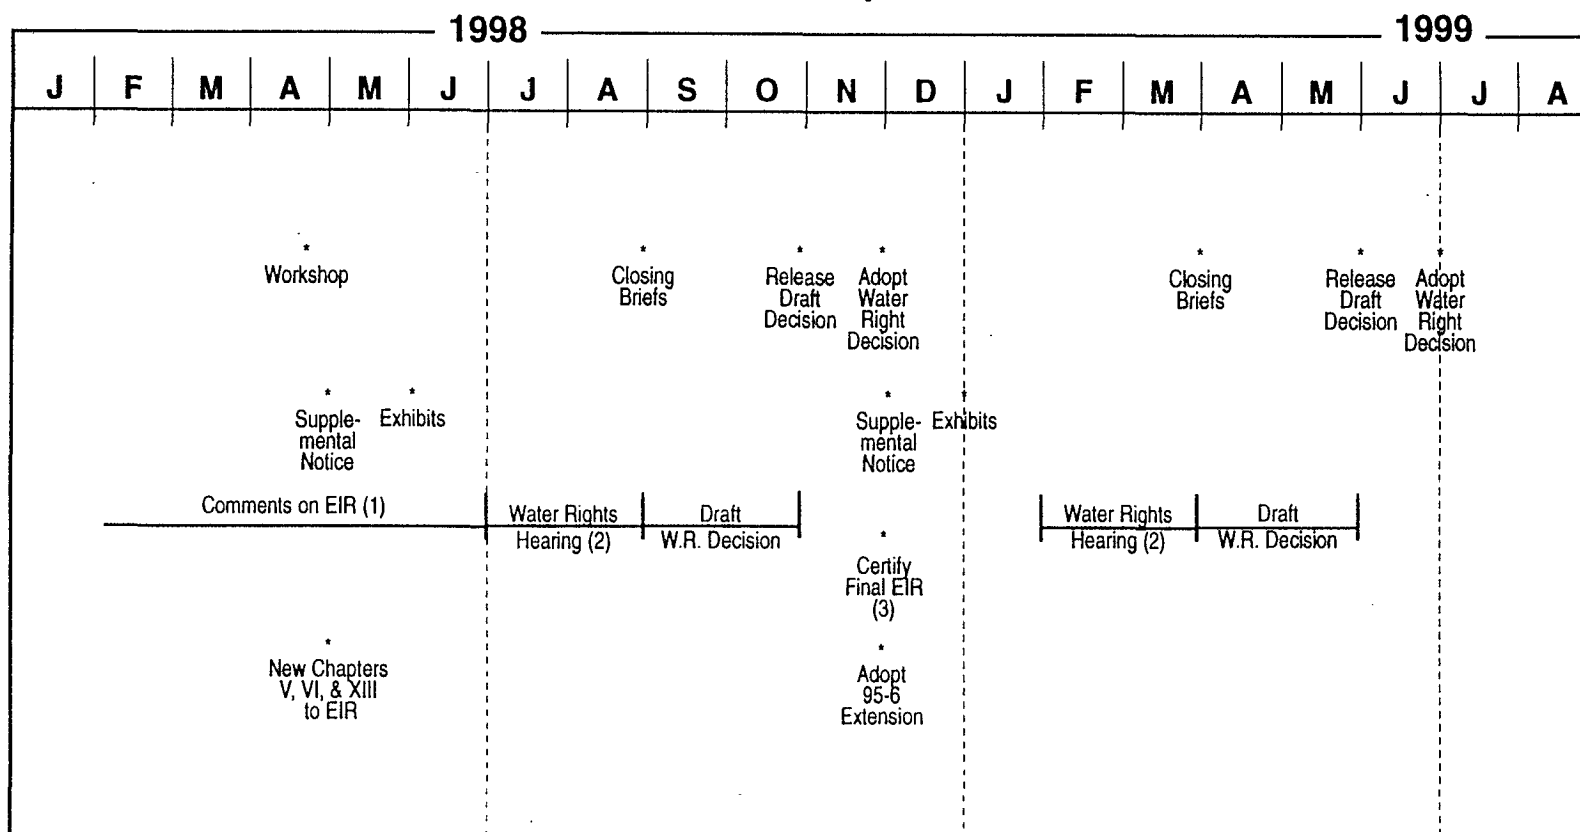 1998
1999
J F M A M J J A S O N D J F M A M J J A
* * * * * * *
Workshop Closing Release Adopt Closing Release Adopt
Briefs Draft Water Briefs Draft Water
Decision Right Decision Right
Decision Decision
* * * *
Supple- Exhibits Supple- Exhibits
mental mental
Notice Notice
Comments on EIR (1) Water Rights Draft Water Rights Draft
Hearing (2) W.R. Decision Hearing (2) W.R. Decision
*
Certify
Final EIR
(3)
* *
New Chapters Adopt
V, VI, & XIII 95-6
to EIR Extension